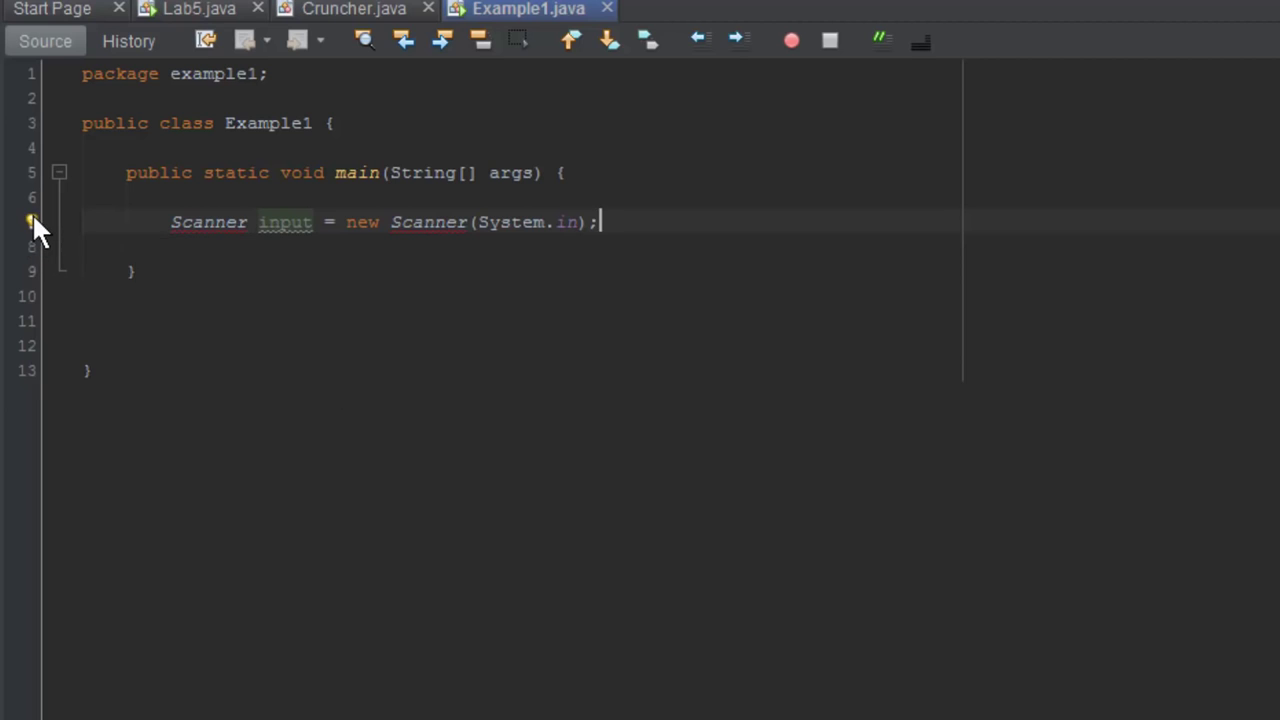 Start Page Lab5.java Cruncher.java Example1.java
Source History
1 package example1;
2
3 public class Example1 {
4
5 public static void main(String[] args) {
6
Scanner input = new Scanner(System.in);
8
9 }
10
11
12
13 }